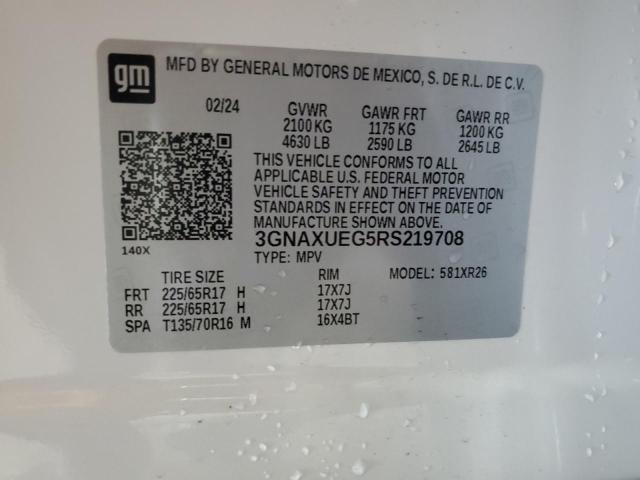 gm
MFD BY GENERAL MOTORS DE MEXICO, S. DE R.L. DE C.V.
02/24 GVWR GAWR FRT GAWR RR
2100 KG 1175 KG 1200 KG
4630 LB 2590 LB 2645 LB
THIS VEHICLE CONFORMS TO ALL
APPLICABLE U.S. FEDERAL MOTOR
VEHICLE SAFETY AND THEFT PREVENTION
STANDARDS IN EFFECT ON THE DATE OF
MANUFACTURE SHOWN ABOVE.
3GNAXUEG5RS219708
140X
TYPE: MPV
TIRE SIZE RIM MODEL: 581XR26
FRT 225/65R17 H 17X7J
RR 225/65R17 H 17X7J
SPA T135/70R16 M 16X4BT